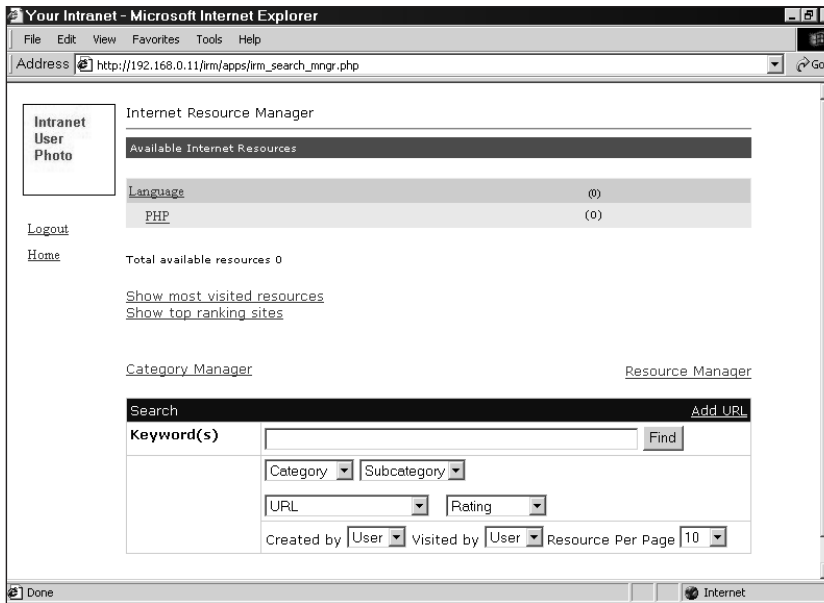 Your Intranet - Microsoft Internet Explorer
File Edit View Favorites Tools Help
Address http://192.168.0.11/irm/apps/irm_search_mngr.php Go
Intranet
User
Photo
Logout
Home
Internet Resource Manager
Available Internet Resources
Language (0)
PHP (0)
Total available resources 0
Show most visited resources
Show top ranking sites
Category Manager Resource Manager
Search Add URL
Keyword(s) Find
Category Subcategory
URL Rating
Created by User Visited by User Resource Per Page 10
Done Internet